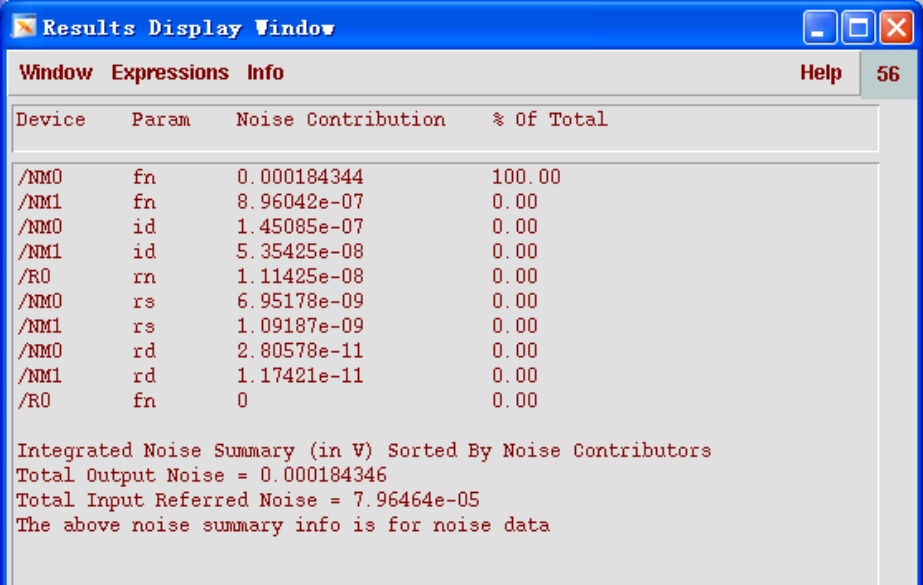 Results Display Window
Window Expressions Info Help 56
Device Param Noise Contribution % Of Total
/NM0 fn 0.000184344 100.00
/NM1 fn 8.96042e-07 0.00
/NM0 id 1.45085e-07 0.00
/NM1 id 5.35425e-08 0.00
/R0 rn 1.11425e-08 0.00
/NM0 rs 6.95178e-09 0.00
/NM1 rs 1.09187e-09 0.00
/NM0 rd 2.80578e-11 0.00
/NM1 rd 1.17421e-11 0.00
/R0 fn 0 0.00
Integrated Noise Summary (in V) Sorted By Noise Contributors
Total Output Noise = 0.000184346
Total Input Referred Noise = 7.96464e-05
The above noise summary info is for noise data